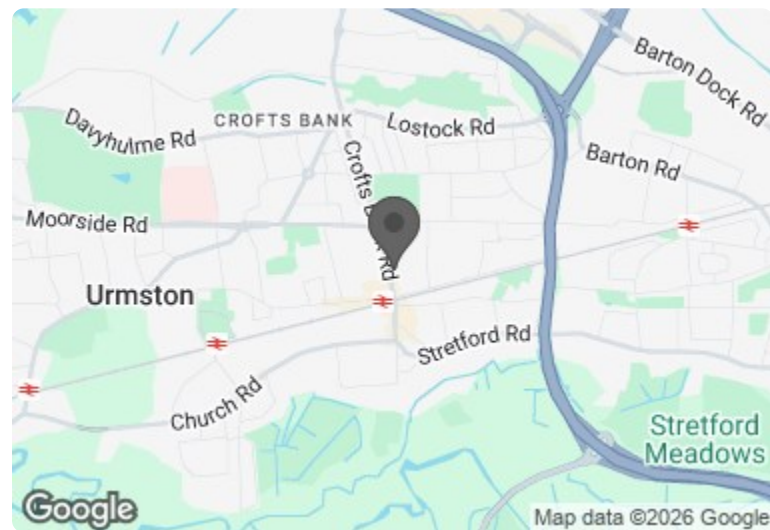 Barton Dock Rd
Davyhulme Rd
CROFTS BANK
Lostock Rd
Barton Rd
Crofts Bank Rd
Moorside Rd
Urmston
Stretford Rd
Church Rd
Stretford
Meadows
Google
Map data ©2026 Google